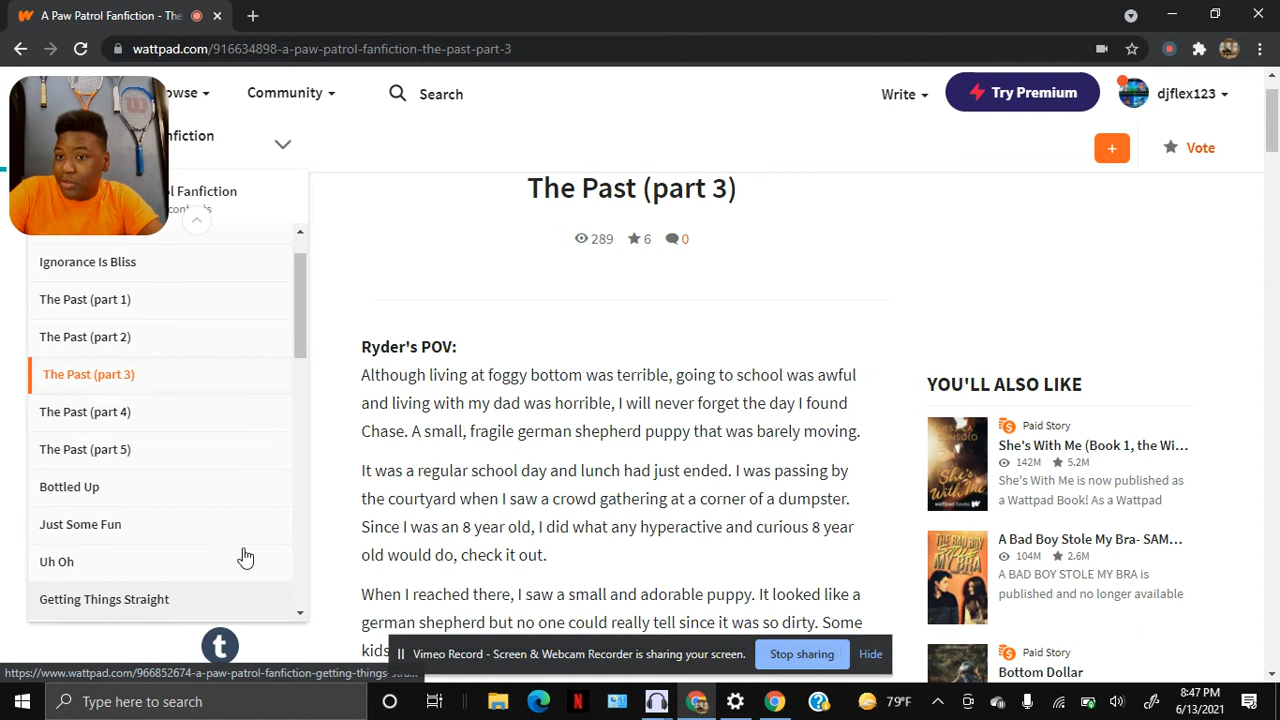 A Paw Patrol Fanfiction - The
wattpad.com/916634898-a-paw-patrol-fanfiction-the-past-part-3
owse
Community
Search
Write
Try Premium
djflex123
nfiction
+
Vote
ol Fanfiction
The Past (part 3)
289 6 0
Ignorance Is Bliss
The Past (part 1)
The Past (part 2)
The Past (part 3)
The Past (part 4)
The Past (part 5)
Bottled Up
Just Some Fun
Uh Oh
Getting Things Straight
Ryder's POV:
Although living at foggy bottom was terrible, going to school was awful
and living with my dad was horrible, I will never forget the day I found
Chase. A small, fragile german shepherd puppy that was barely moving.
It was a regular school day and lunch had just ended. I was passing by
the courtyard when I saw a crowd gathering at a corner of a dumpster.
Since I was an 8 year old, I did what any hyperactive and curious 8 year
old would do, check it out.
When I reached there, I saw a small and adorable puppy. It looked like a
german shepherd but no one could really tell since it was so dirty. Some
kids
YOU'LL ALSO LIKE
Paid Story
She's With Me (Book 1, the Wi...
142M 5.2M
She's With Me is now published as
a Wattpad Book! As a Wattpad
Paid Story
A Bad Boy Stole My Bra- SAM...
104M 2.6M
A BAD BOY STOLE MY BRA is
published and no longer available
Paid Story
Bottom Dollar
t
Vimeo Record - Screen & Webcam Recorder is sharing your screen.
Stop sharing
Hide
https://www.wattpad.com/966852674-a-paw-patrol-fanfiction-getting-things-stra...
Type here to search
79°F
8:47 PM
6/13/2021